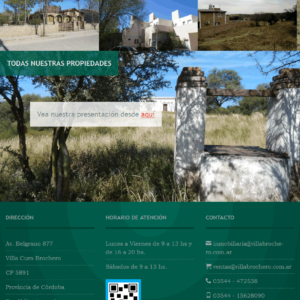 TODAS NUESTRAS PROPIEDADES
Vea nuestra presentación desde aquí
DIRECCIÓN
Av. Belgrano 877
Villa Cura Brochero
CP 5891
Provincia de Córdoba
HORARIO DE ATENCIÓN
Lunes a Viernes de 9 a 13 hs y
de 16 a 20 hs.
Sábados de 9 a 13 hs.
CONTACTO
inmobiliaria@villabroche
ro.com.ar
ventas@villabrochero.com.ar
03544 - 472538
03544 - 15628090